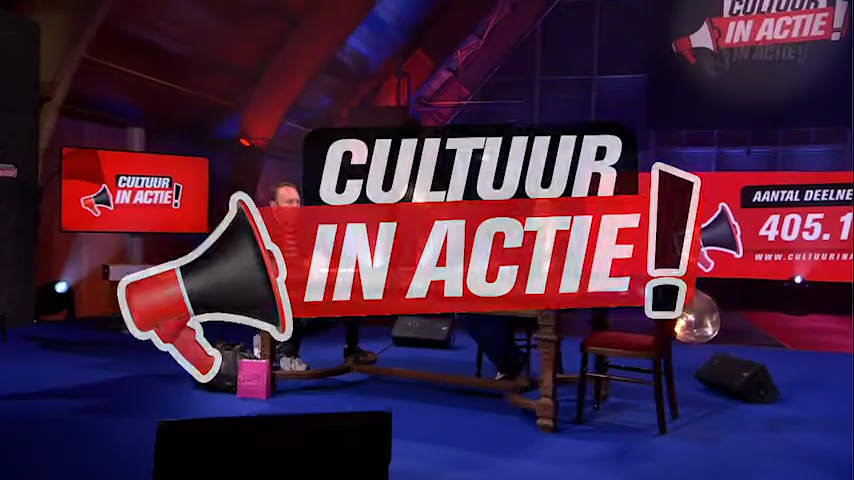 CULTUUR
IN ACTIE!
CULTUUR
IN ACTIE!
CULTUUR
IN ACTIE!
AANTAL DEELNE
405.1
WWW.CULTUURINA